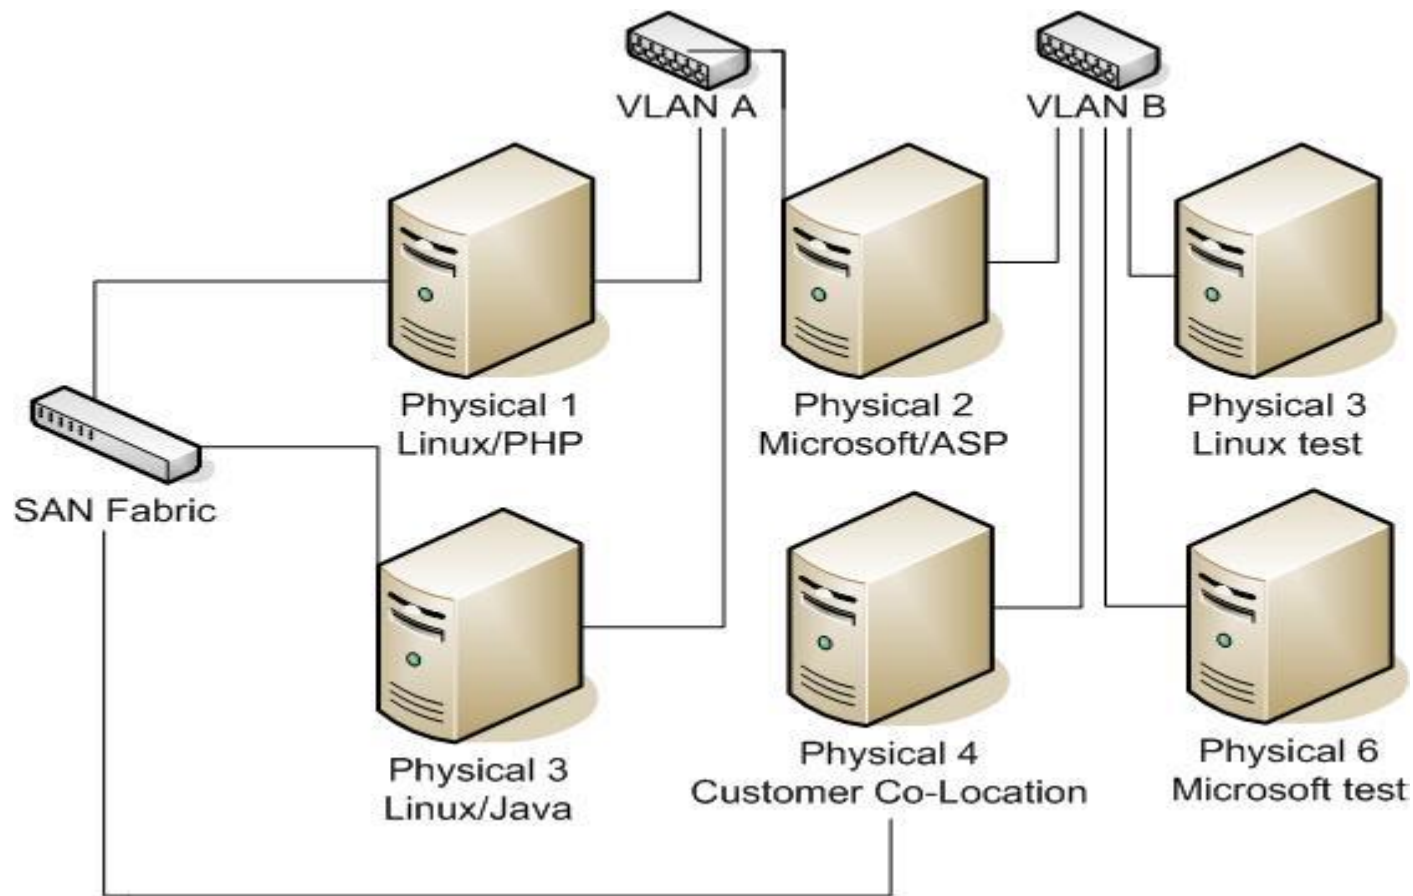 VLAN A
VLAN B
Physical 1
Linux/PHP
Physical 2
Microsoft/ASP
Physical 3
Linux test
SAN Fabric
Physical 3
Linux/Java
Physical 4
Customer Co-Location
Physical 6
Microsoft test